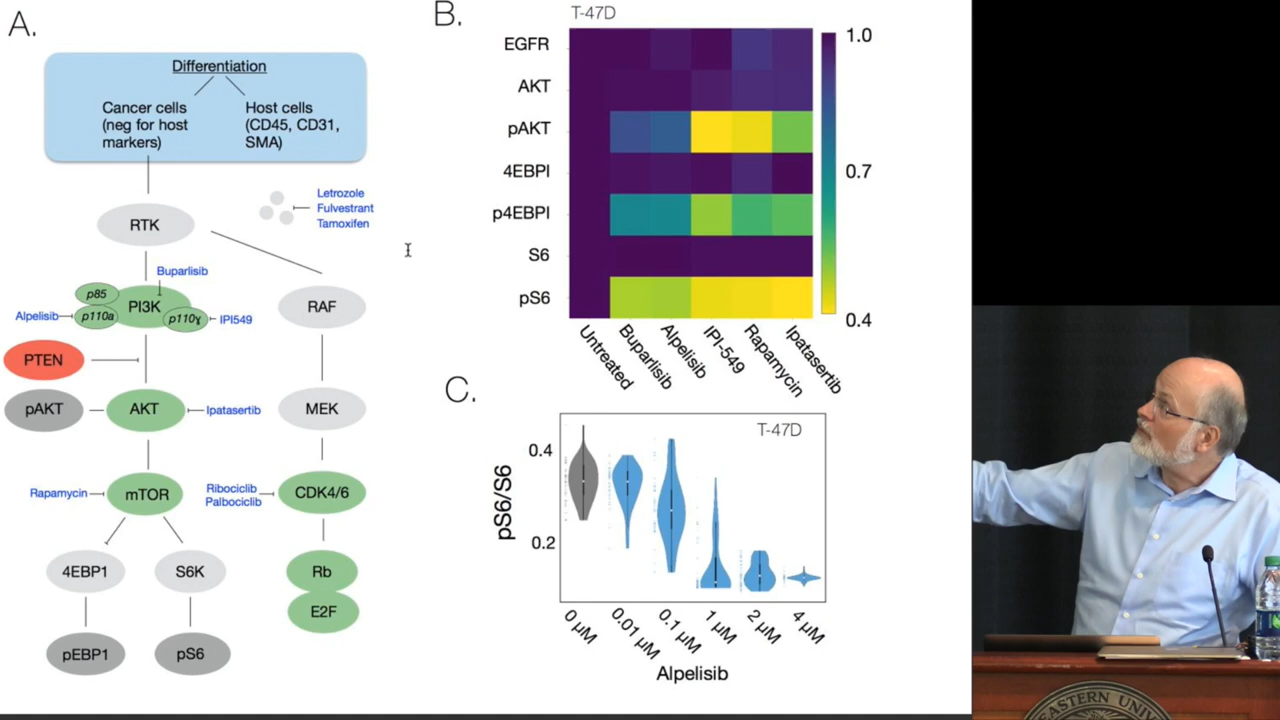 A.
Differentiation
Cancer cells
(neg for host
markers)
Host cells
(CD45, CD31,
SMA)
Letrozole
Fulvestrant
Tamoxifen
RTK
Buparlisib
p85
PI3K
p110a
p110γ
Alpelisib
IPI549
RAF
PTEN
pAKT
AKT
Ipatasertib
MEK
Rapamycin
mTOR
Ribociclib
Palbociclib
CDK4/6
4EBP1
S6K
Rb
E2F
pEBP1
pS6
B.
T-47D
EGFR
AKT
pAKT
4EBPI
p4EBPI
S6
pS6
1.0
0.7
0.4
Untreated
Buparlisib
Alpelisib
IPI-549
Rapamycin
Ipatasertib
C.
T-47D
pS6/S6
0.4
0.2
0 μM
0.01 μM
0.1 μM
1 μM
2 μM
4 μM
Alpelisib
EASTERN UNIV